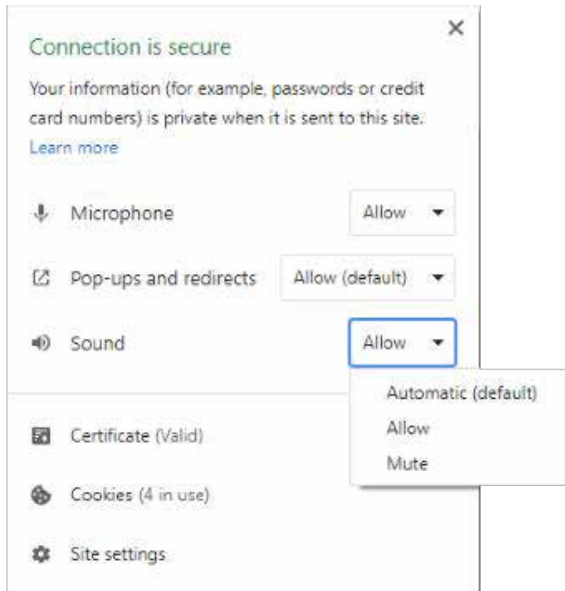 Connection is secure
Your information (for example, passwords or credit
card numbers) is private when it is sent to this site.
Learn more
Microphone Allow
Pop-ups and redirects Allow (default)
Sound Allow
Automatic (default)
Allow
Mute
Certificate (Valid)
Cookies (4 in use)
Site settings